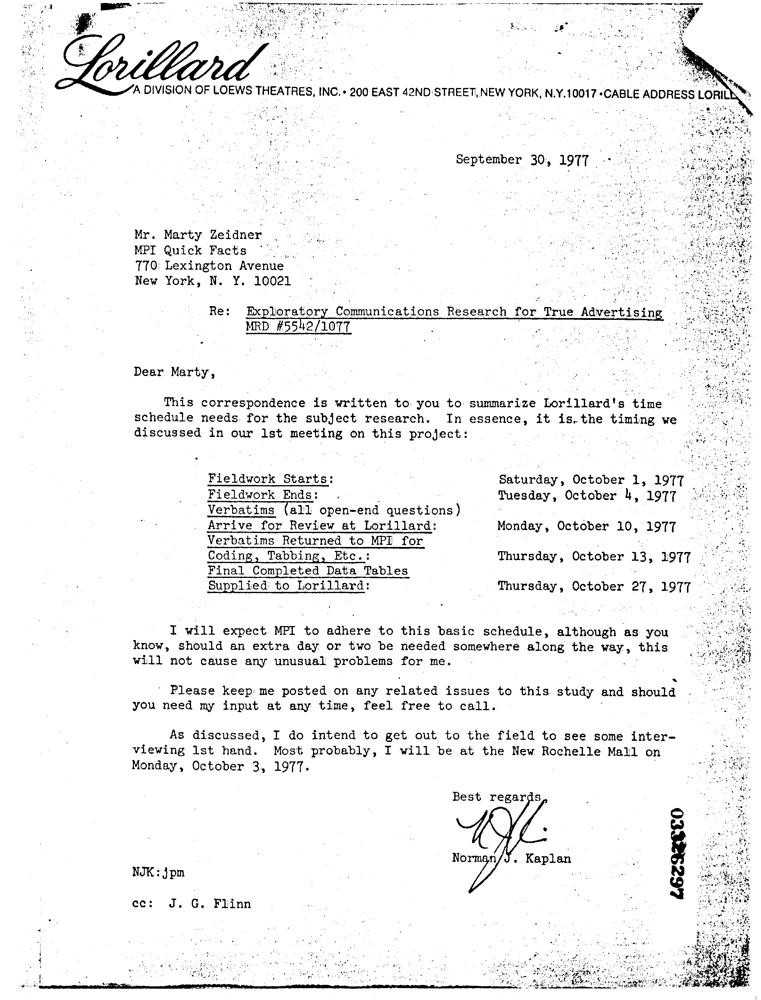 Lorillard
A DIVISION OF LOEWS THEATRES, INC. • 200 EAST 42ND STREET, NEW YORK, N.Y. 10017 • CABLE ADDRESS LORILL
September 30, 1977
Mr. Marty Zeidner
MPI Quick Facts
770 Lexington Avenue
New York, N. Y. 10021
Re: Exploratory Communications Research for True Advertising
MRD #5542/1077
Dear Marty,
This correspondence is written to you to summarize Lorillard's time
schedule needs for the subject research. In essence, it is the timing we
discussed in our 1st meeting on this project:
Fieldwork Starts: Saturday, October 1, 1977
Fieldwork Ends: Tuesday, October 4, 1977
Verbatims (all open-end questions)
Arrive for Review at Lorillard: Monday, October 10, 1977
Verbatims Returned to MPI for
Coding, Tabbing, Etc.: Thursday, October 13, 1977
Final Completed Data Tables
Supplied to Lorillard: Thursday, October 27, 1977
I will expect MPI to adhere to this basic schedule, although as you
know, should an extra day or two be needed somewhere along the way, this
will not cause any unusual problems for me.
Please keep me posted on any related issues to this study and should
you need my input at any time, feel free to call.
As discussed, I do intend to get out to the field to see some inter-
viewing 1st hand. Most probably, I will be at the New Rochelle Mall on
Monday, October 3, 1977.
Best regards,
Norman J. Kaplan
NJK:jpm
cc: J. G. Flinn